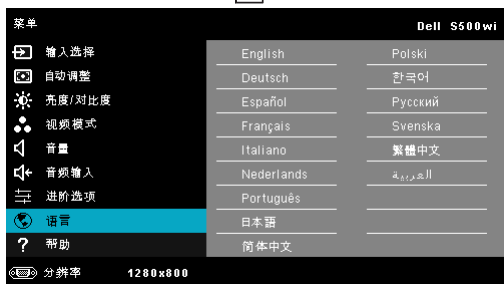 菜单 Dell S500wi
输入选择 English Polski
自动调整 Deutsch 한국어
亮度/对比度 Español Русский
视频模式 Français Svenska
音量 Italiano 繁體中文
音频输入 Nederlands العربية
进阶选项 Português
语言 日本語
帮助 简体中文
分辨率 1280x800